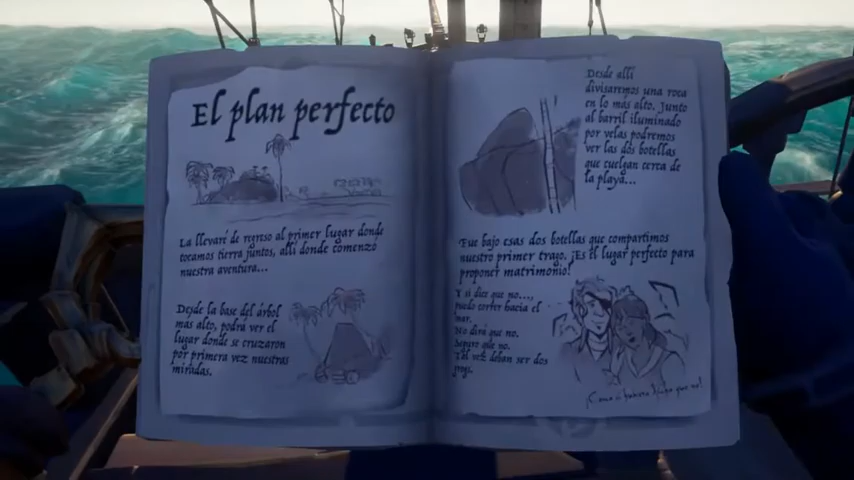 El plan perfecto
La llevaré de regreso al primer lugar donde
tocamos tierra juntos, allí donde comenzó
nuestra aventura...
Desde la base del árbol
más alto, podrá ver el
lugar donde se cruzaron
por primera vez nuestras
miradas.
Desde allí
divisaremos una roca
en lo más alto. Junto
al barril iluminado
por velas podremos
ver las dos botellas
que cuelgan cerca de
la playa...
Fue bajo esas dos botellas que compartimos
nuestro primer trago. ¡Es el lugar perfecto para
proponer matrimonio!
Y si dice que no...,
puedo correr hacia el
mar.
No dirá que no.
Seguro que no.
Tal vez deban ser dos